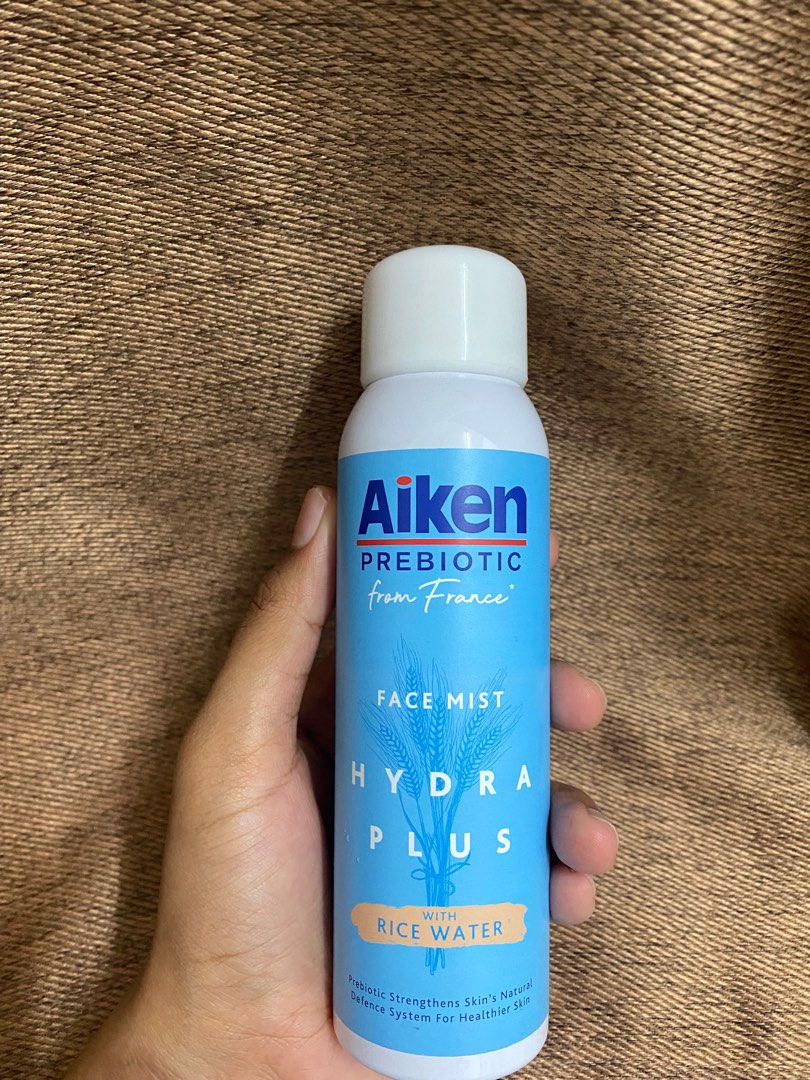 Aiken
PREBIOTIC
from France*
FACE MIST
HYDRA
PLUS
WITH
RICE WATER
Prebiotic Strengthens Skin's Natural
Defence System For Healthier Skin